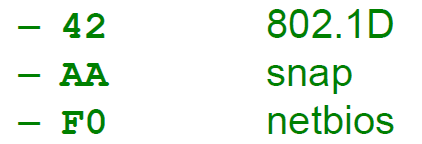 – 42 802.1D
– AA snap
– F0 netbios